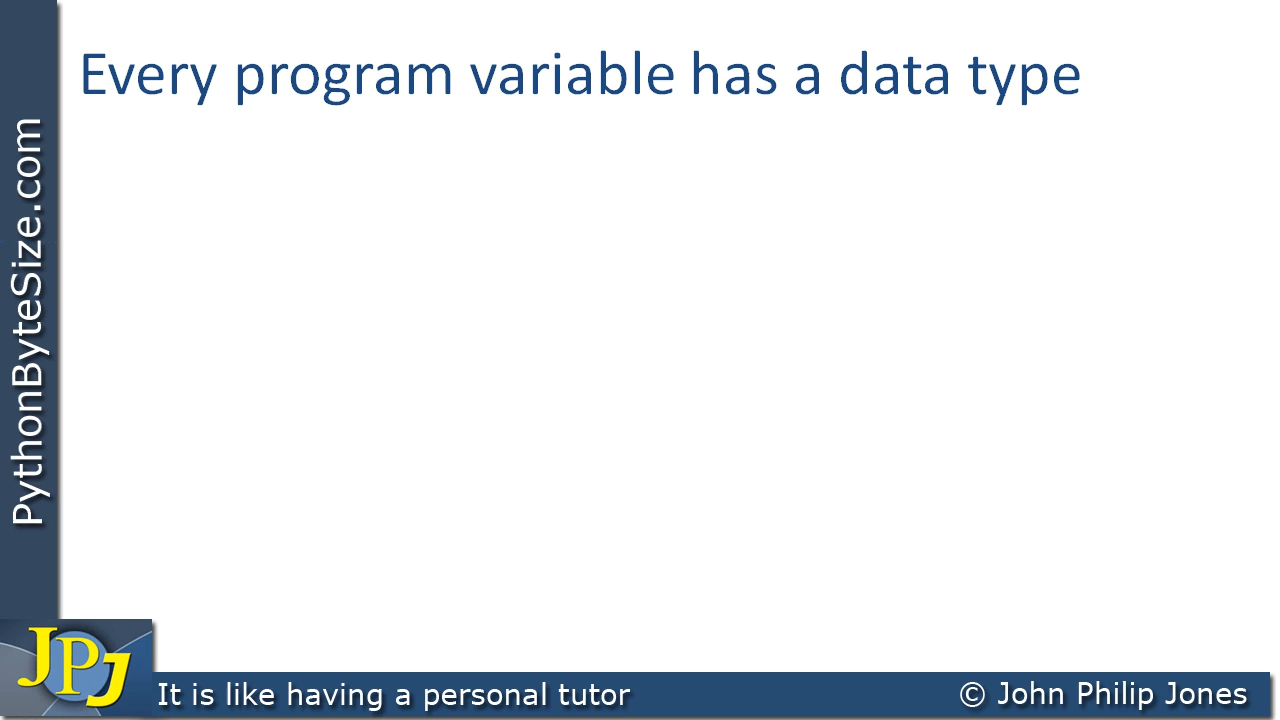 Every program variable has a data type
PythonByteSize.com
JPJ
It is like having a personal tutor
© John Philip Jones